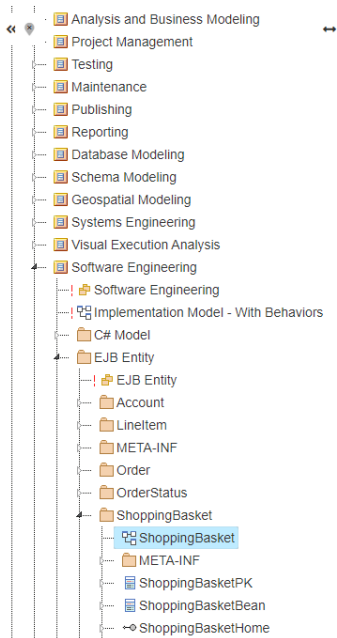 Analysis and Business Modeling
Project Management
Testing
Maintenance
Publishing
Reporting
Database Modeling
Schema Modeling
Geospatial Modeling
Systems Engineering
Visual Execution Analysis
Software Engineering
Software Engineering
Implementation Model - With Behaviors
C# Model
EJB Entity
EJB Entity
Account
LineItem
META-INF
Order
OrderStatus
ShoppingBasket
ShoppingBasket
META-INF
ShoppingBasketPK
ShoppingBasketBean
ShoppingBasketHome